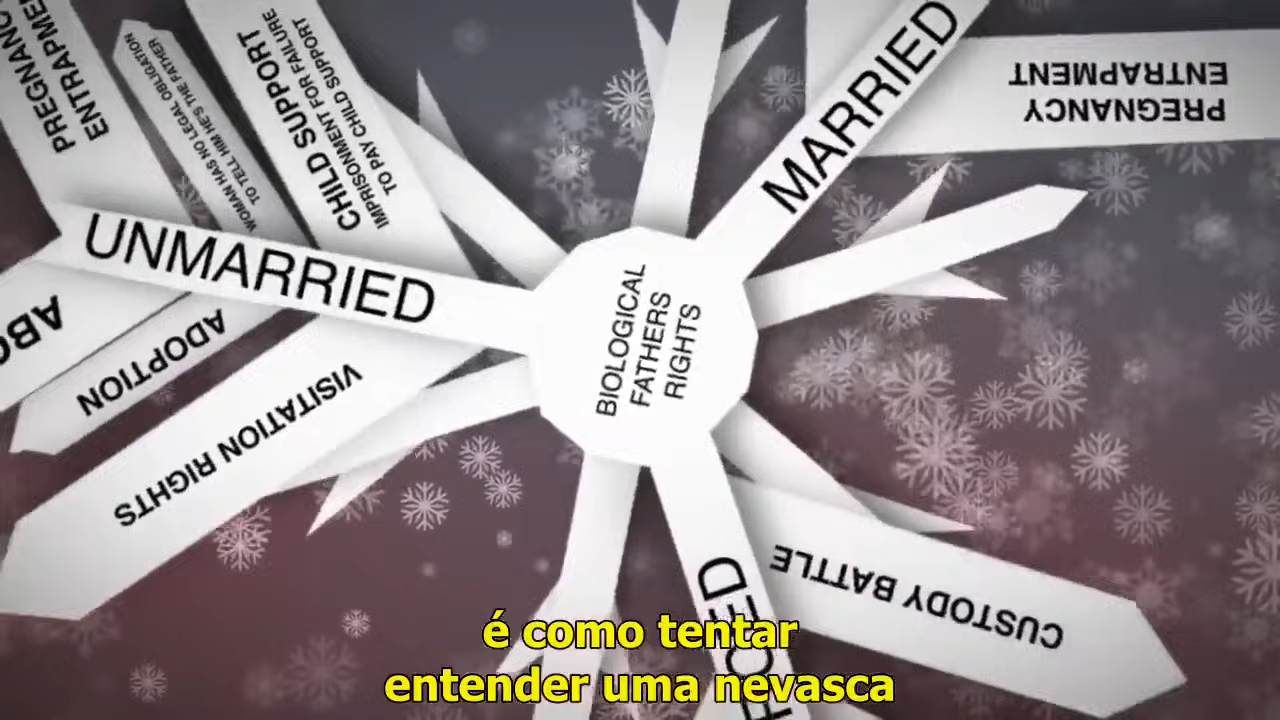 PREGNANCY
ENTRAPMENT
WOMAN HAS NO LEGAL OBLIGATION
TO TELL HIM HE'S THE FATHER
CHILD SUPPORT
IMPRISONMENT FOR FAILURE
TO PAY CHILD SUPPORT
MARRIED
PREGNANCY
ENTRAPMENT
UNMARRIED
ADOPTION
VISITATION RIGHTS
BIOLOGICAL
FATHERS
RIGHTS
CUSTODY BATTLE
é como tentar
entender uma nevasca